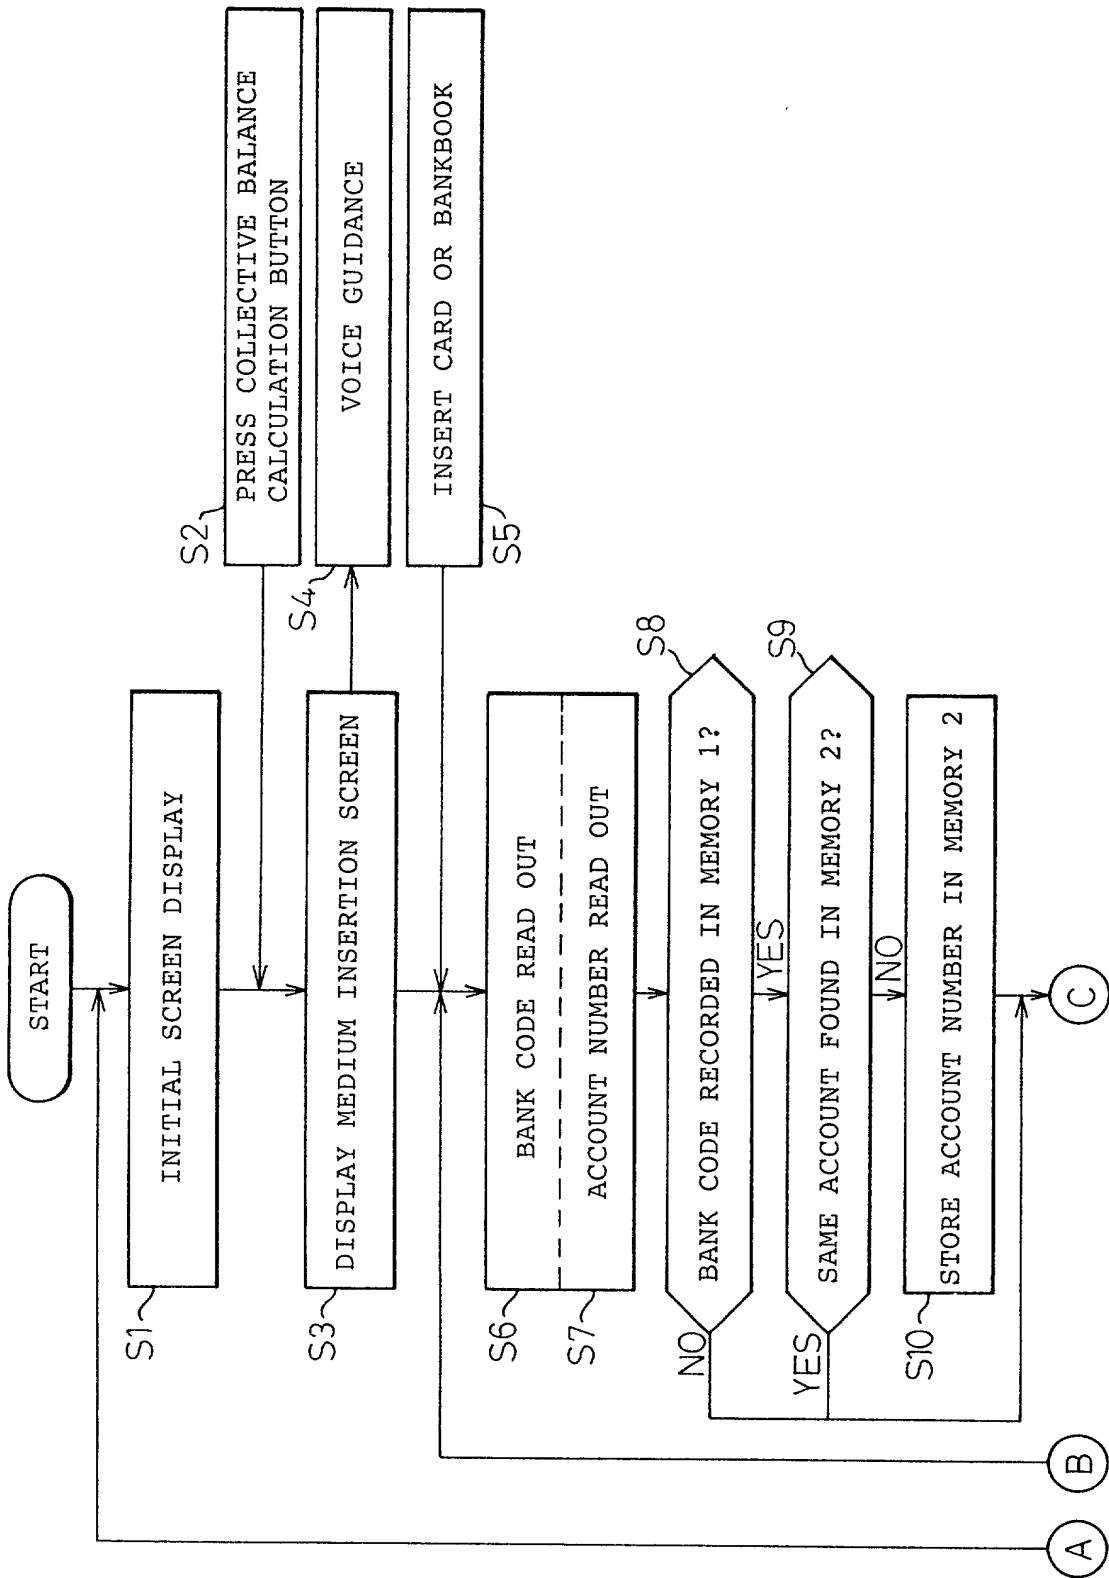 START
S1
INITIAL SCREEN DISPLAY
S2
PRESS COLLECTIVE BALANCE
CALCULATION BUTTON
S3
DISPLAY MEDIUM INSERTION SCREEN
S4
VOICE GUIDANCE
S5
INSERT CARD OR BANKBOOK
S6
BANK CODE READ OUT
S7
ACCOUNT NUMBER READ OUT
S8
BANK CODE RECORDED IN MEMORY 1?
NO
YES
S9
SAME ACCOUNT FOUND IN MEMORY 2?
YES
NO
S10
STORE ACCOUNT NUMBER IN MEMORY 2
A
B
C